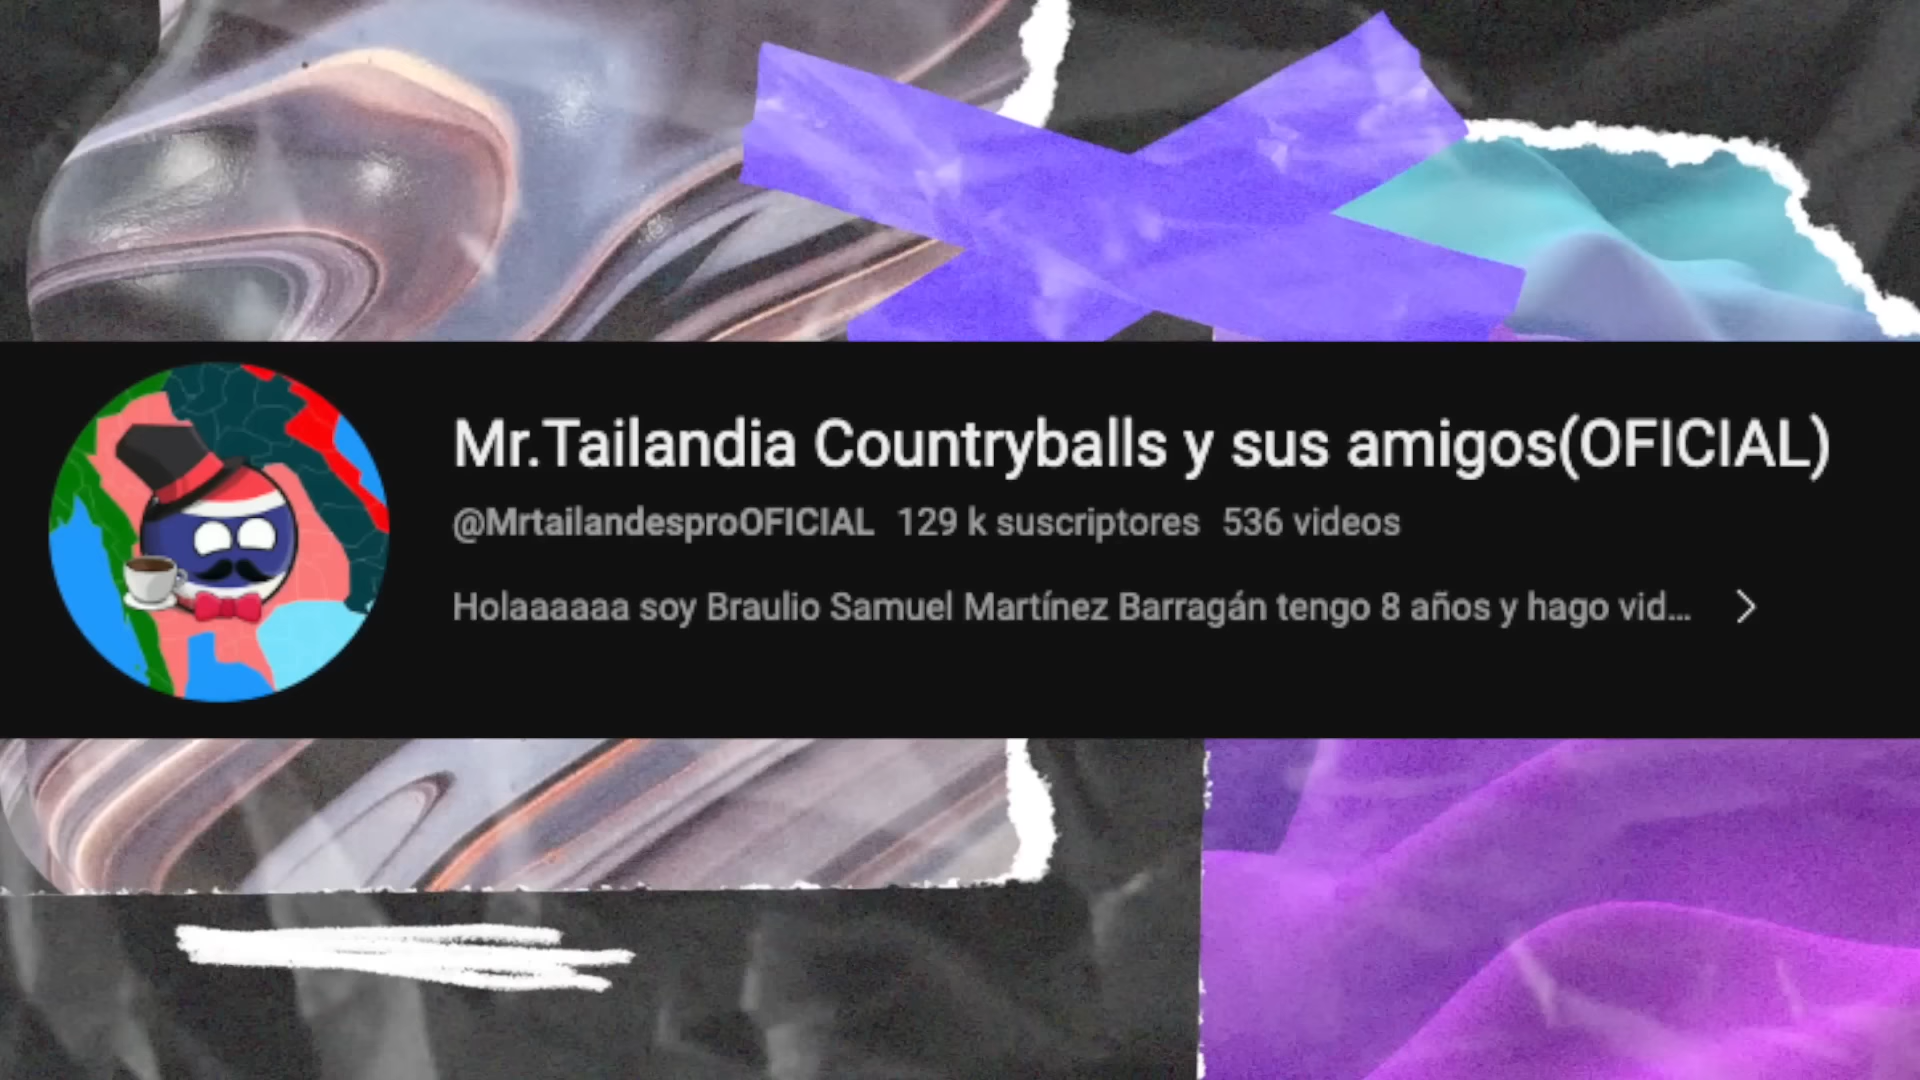 Mr.Tailandia Countryballs y sus amigos(OFICIAL)
@MrtailandesproOFICIAL 129 k suscriptores 536 videos
Holaaaaaa soy Braulio Samuel Martínez Barragán tengo 8 años y hago vid...